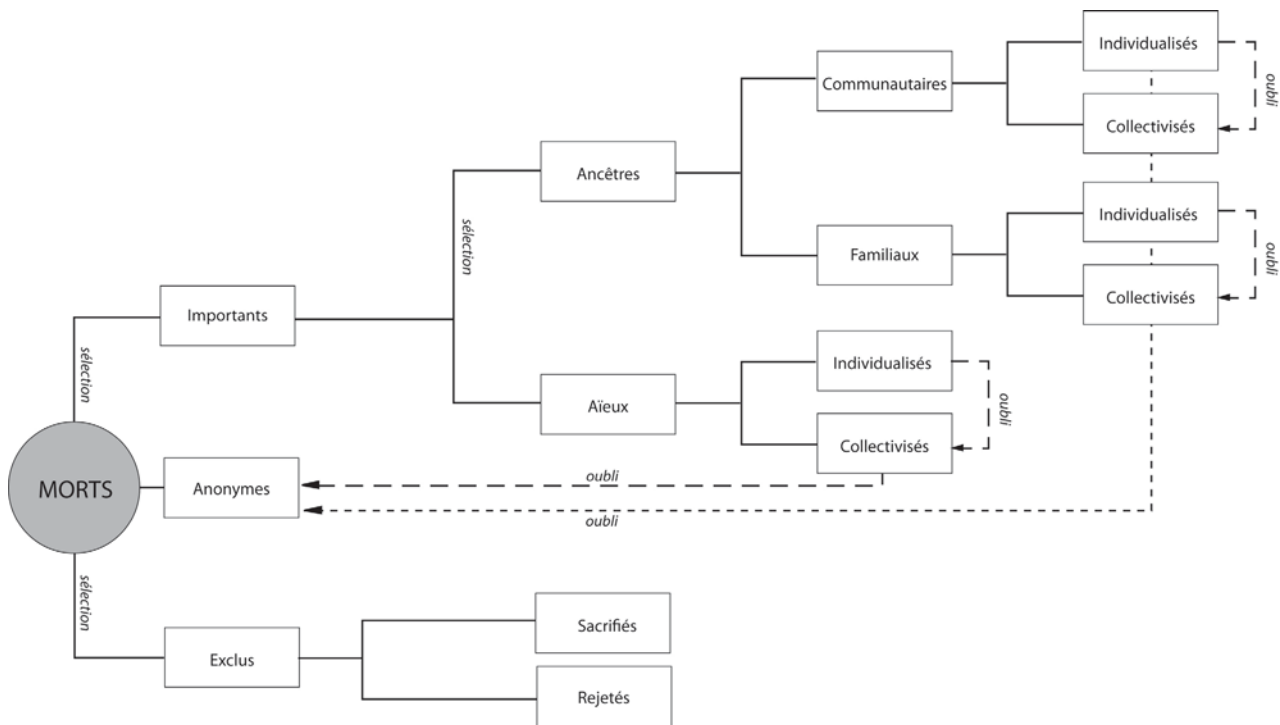 Individualisés
oubli
Communautaires
Collectivisés
Ancêtres
sélection
Individualisés
oubli
Familiaux
Collectivisés
Importants
sélection
Individualisés
oubli
Aïeux
Collectivisés
MORTS
Anonymes
oubli
oubli
sélection
Sacrifiés
Exclus
Rejetés